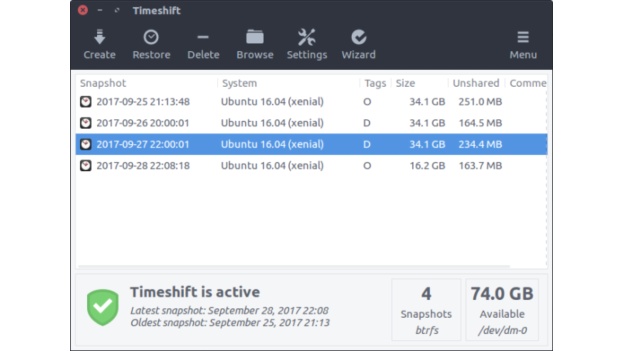 Timeshift
Create Restore Delete Browse Settings Wizard Menu
Snapshot System Tags Size Unshared Comme
2017-09-25 21:13:48 Ubuntu 16.04 (xenial) O 34.1 GB 251.0 MB
2017-09-26 20:00:01 Ubuntu 16.04 (xenial) D 34.1 GB 164.5 MB
2017-09-27 22:00:01 Ubuntu 16.04 (xenial) D 34.1 GB 234.4 MB
2017-09-28 22:08:18 Ubuntu 16.04 (xenial) O 16.2 GB 163.7 MB
Timeshift is active
Latest snapshot: September 28, 2017 22:08
Oldest snapshot: September 25, 2017 21:13
4
Snapshots
btrfs
74.0 GB
Available
/dev/dm-0